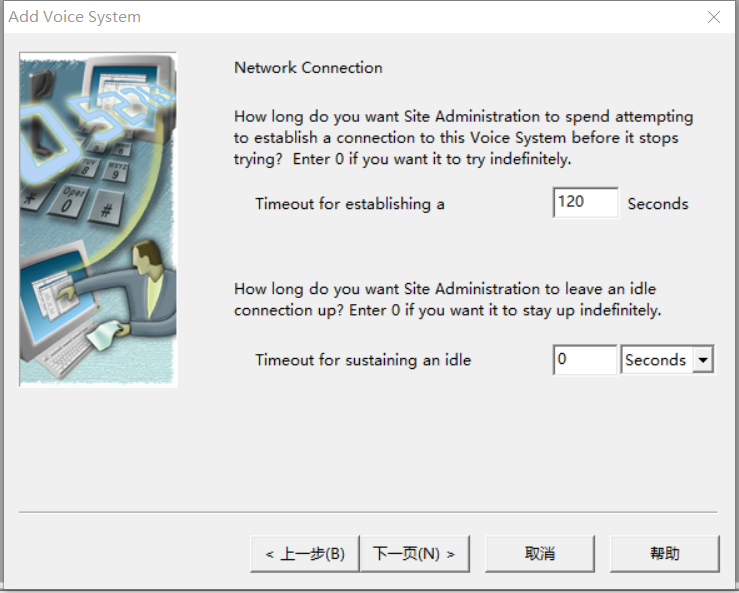 Add Voice System
Network Connection
How long do you want Site Administration to spend attempting
to establish a connection to this Voice System before it stops
trying? Enter 0 if you want it to try indefinitely.
Timeout for establishing a
120
Seconds
How long do you want Site Administration to leave an idle
connection up? Enter 0 if you want it to stay up indefinitely.
Timeout for sustaining an idle
0
Seconds
< 上一步(B)
下一页(N) >
取消
帮助